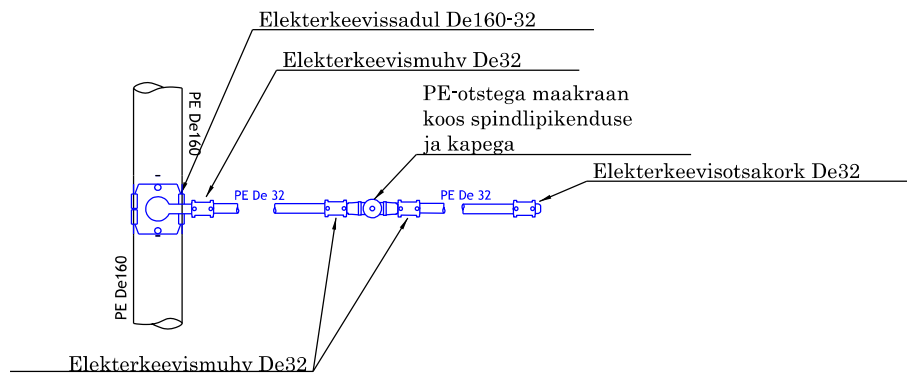 Elekterkeevissadul De160-32
Elekterkeevismuhv De32
PE-otstega maakraan
koos spindlipikenduse
ja kapega
Elekterkeevisotsakork De32
PE De160
PE De 32
PE De 32
PE De160
Elekterkeevismuhv De32